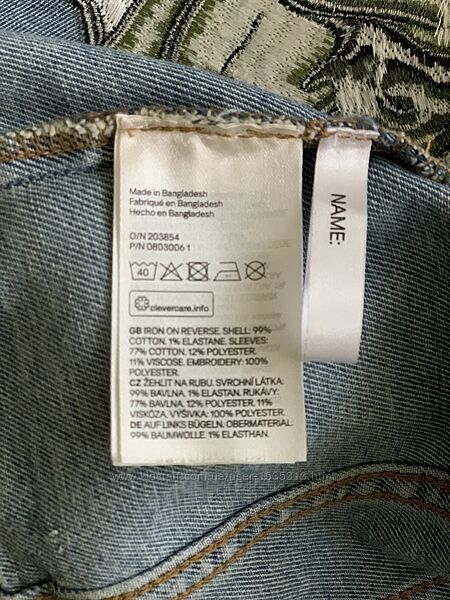 Made in Bangladesh
Fabriqué en Bangladesh
Hecho en Bangladesh
O/N 203854
P/N 0803006 1
40
clevercare.info
GB IRON ON REVERSE. SHELL: 99%
COTTON. 1% ELASTANE. SLEEVES:
77% COTTON. 12% POLYESTER.
11% VISCOSE. EMBROIDERY: 100%
POLYESTER.
CZ ŽEHLIT NA RUBU. SVRCHNÍ LÁTKA:
99% BAVLNA. 1% ELASTAN. RUKÁVY:
77% BAVLNA. 12% POLYESTER. 11%
VISKÓZA. VÝŠIVKA: 100% POLYESTER.
DE AUF LINKS BÜGELN. OBERMATERIAL:
99% BAUMWOLLE. 1% ELASTHAN.
NAME: